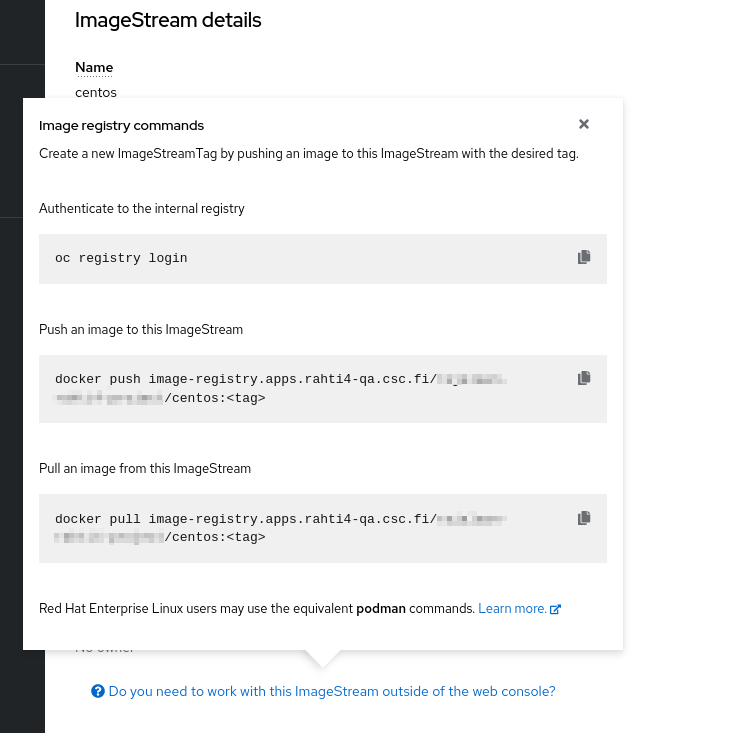 ImageStream details
Name
centos
Image registry commands
Create a new ImageStreamTag by pushing an image to this ImageStream with the desired tag.
Authenticate to the internal registry
oc registry login
Push an image to this ImageStream
docker push image-registry.apps.rahti4-qa.csc.fi/
/centos:<tag>
Pull an image from this ImageStream
docker pull image-registry.apps.rahti4-qa.csc.fi/
/centos:<tag>
Red Hat Enterprise Linux users may use the equivalent podman commands. Learn more.
No owner
Do you need to work with this ImageStream outside of the web console?